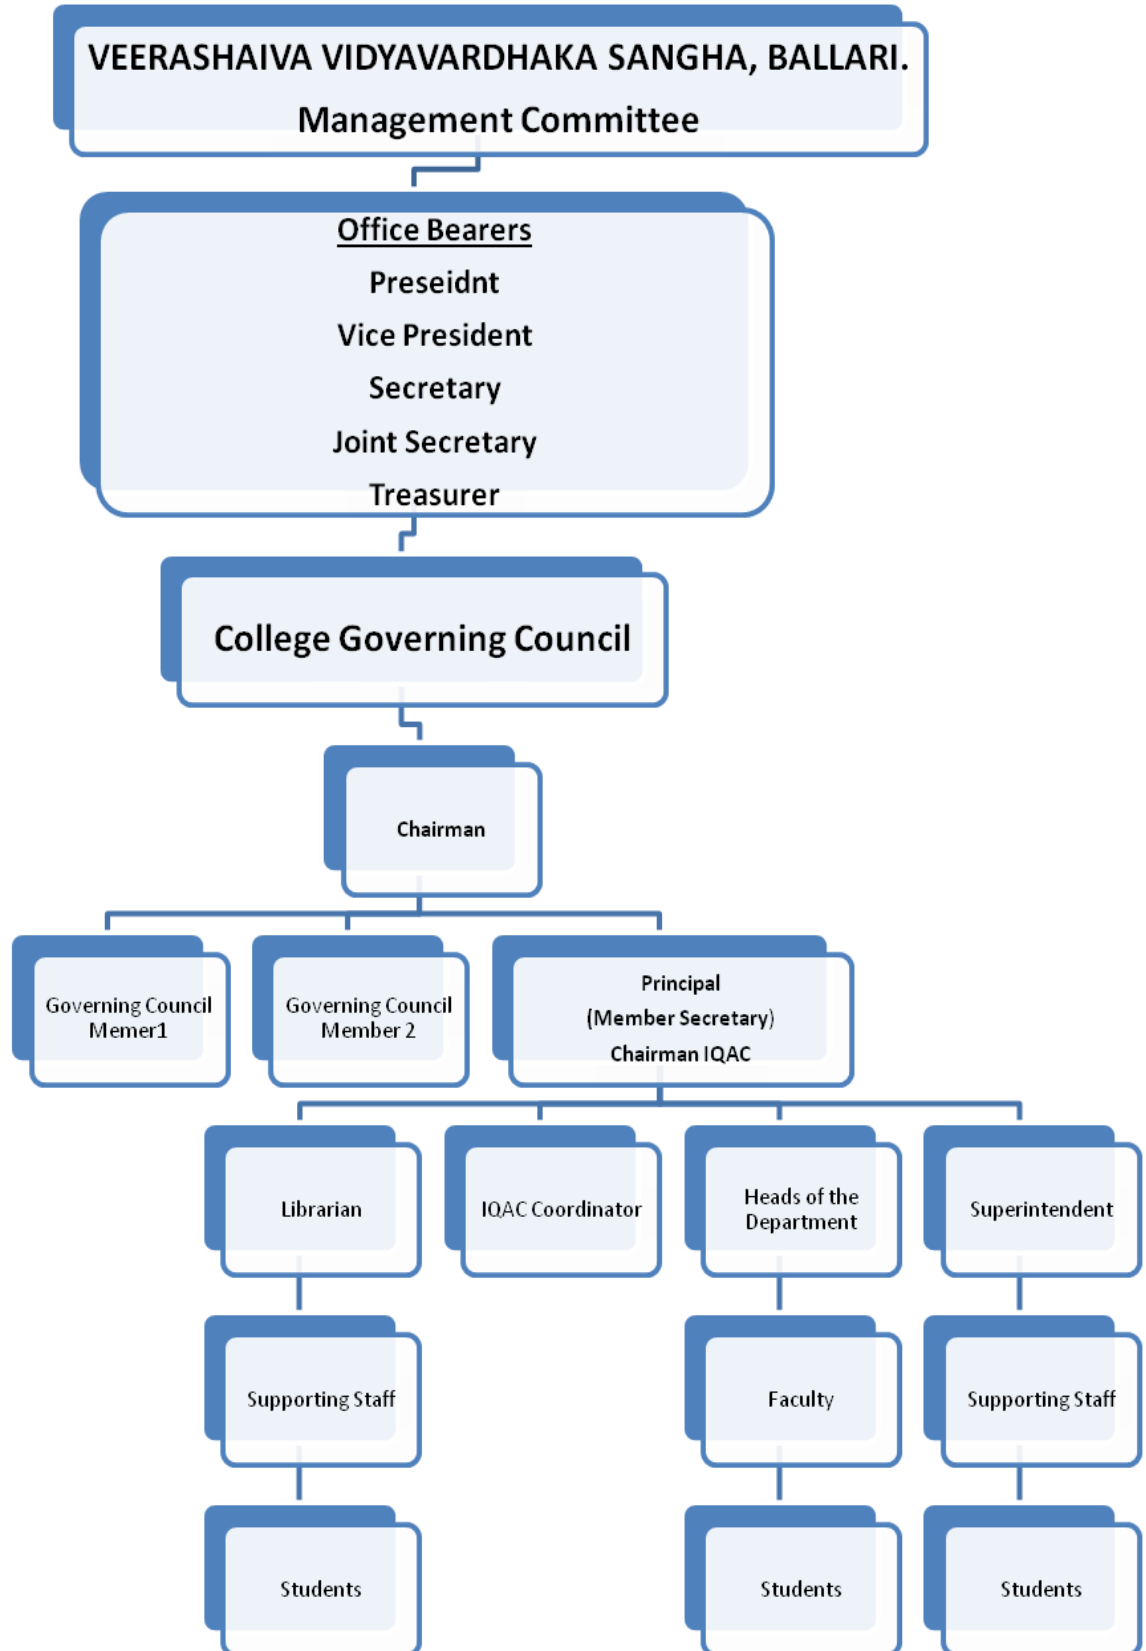 VEERASHAIVA VIDYAVARDHAKA SANGHA, BALLARI.
Management Committee
Office Bearers
Preseidnt
Vice President
Secretary
Joint Secretary
Treasurer
College Governing Council
Chairman
Governing Council
Memer1
Governing Council
Member 2
Principal
(Member Secretary)
Chairman IQAC
Librarian
IQAC Coordinator
Heads of the
Department
Superintendent
Supporting Staff
Faculty
Supporting Staff
Students
Students
Students